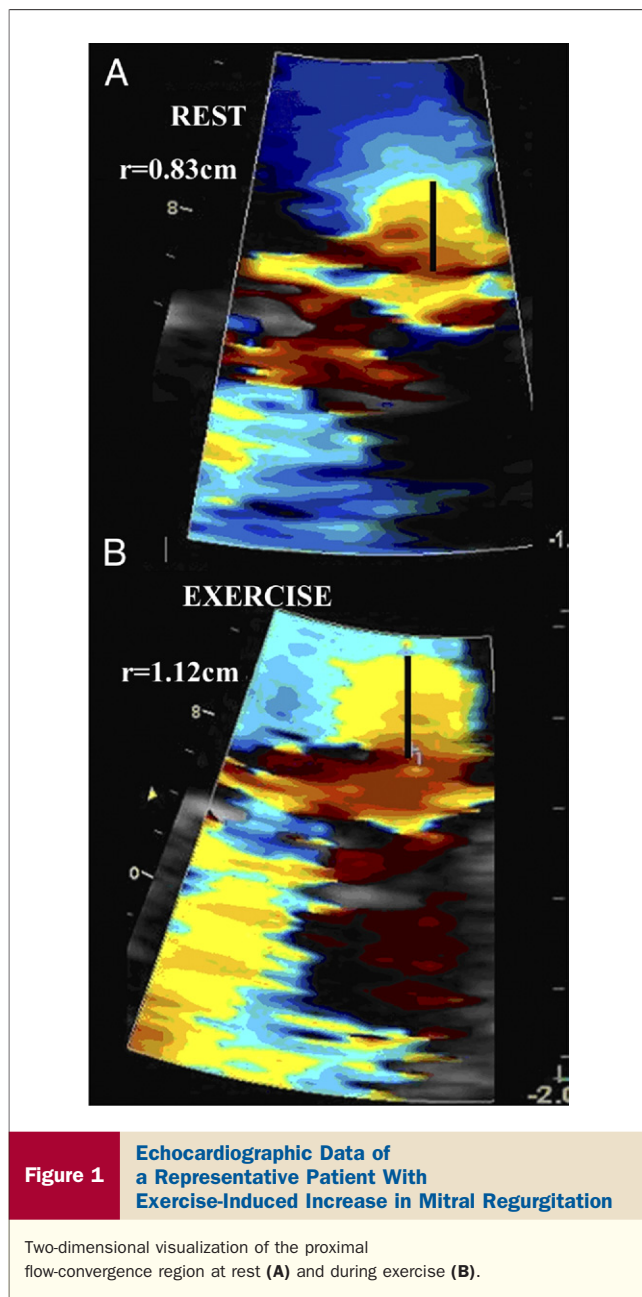 A
REST
r=0.83cm
8
-1.
B
EXERCISE
r=1.12cm
8
1
0
-2.0
Figure 1
Echocardiographic Data of
a Representative Patient With
Exercise-Induced Increase in Mitral Regurgitation
Two-dimensional visualization of the proximal
flow-convergence region at rest (A) and during exercise (B).